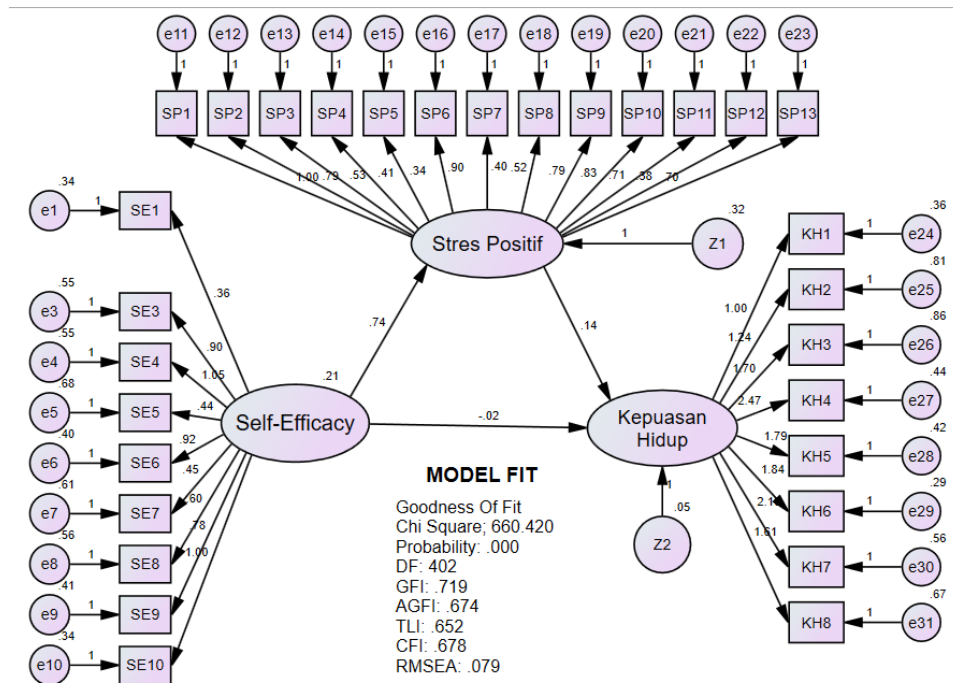 e11 e12 e13 e14 e15 e16 e17 e18 e19 e20 e21 e22 e23
1 1 1 1 1 1 1 1 1 1 1 1 1
SP1 SP2 SP3 SP4 SP5 SP6 SP7 SP8 SP9 SP10 SP11 SP12 SP13
1.00 .79 .53 .41 .34 .90 .40 .52 .79 .83 .71 .38 .70
Stres Positif
1
.32
Z1
.34
e1 1 SE1
.36
.55
e3 1 SE3
.90
.55
e4 1 SE4
1.05
.68
e5 1 SE5
.44
.40
e6 1 SE6
.92
.61
e7 1 SE7
.45
.56
e8 1 SE8
.60
.41
e9 1 SE9
.78
.34
e10 1 SE10
1.00
.21
Self-Efficacy
.74
.14
-.02
Kepuasan
Hidup
1
.05
Z2
.36
1.00 KH1 1 e24
.81
1.24 KH2 1 e25
.86
1.70 KH3 1 e26
.44
2.47 KH4 1 e27
.42
1.79 KH5 1 e28
.29
1.84 KH6 1 e29
.56
KH7 1 e30
.67
1.61 KH8 1 e31
MODEL FIT
Goodness Of Fit
Chi Square; 660.420
Probability: .000
DF: 402
GFI: .719
AGFI: .674
TLI: .652
CFI: .678
RMSEA: .079